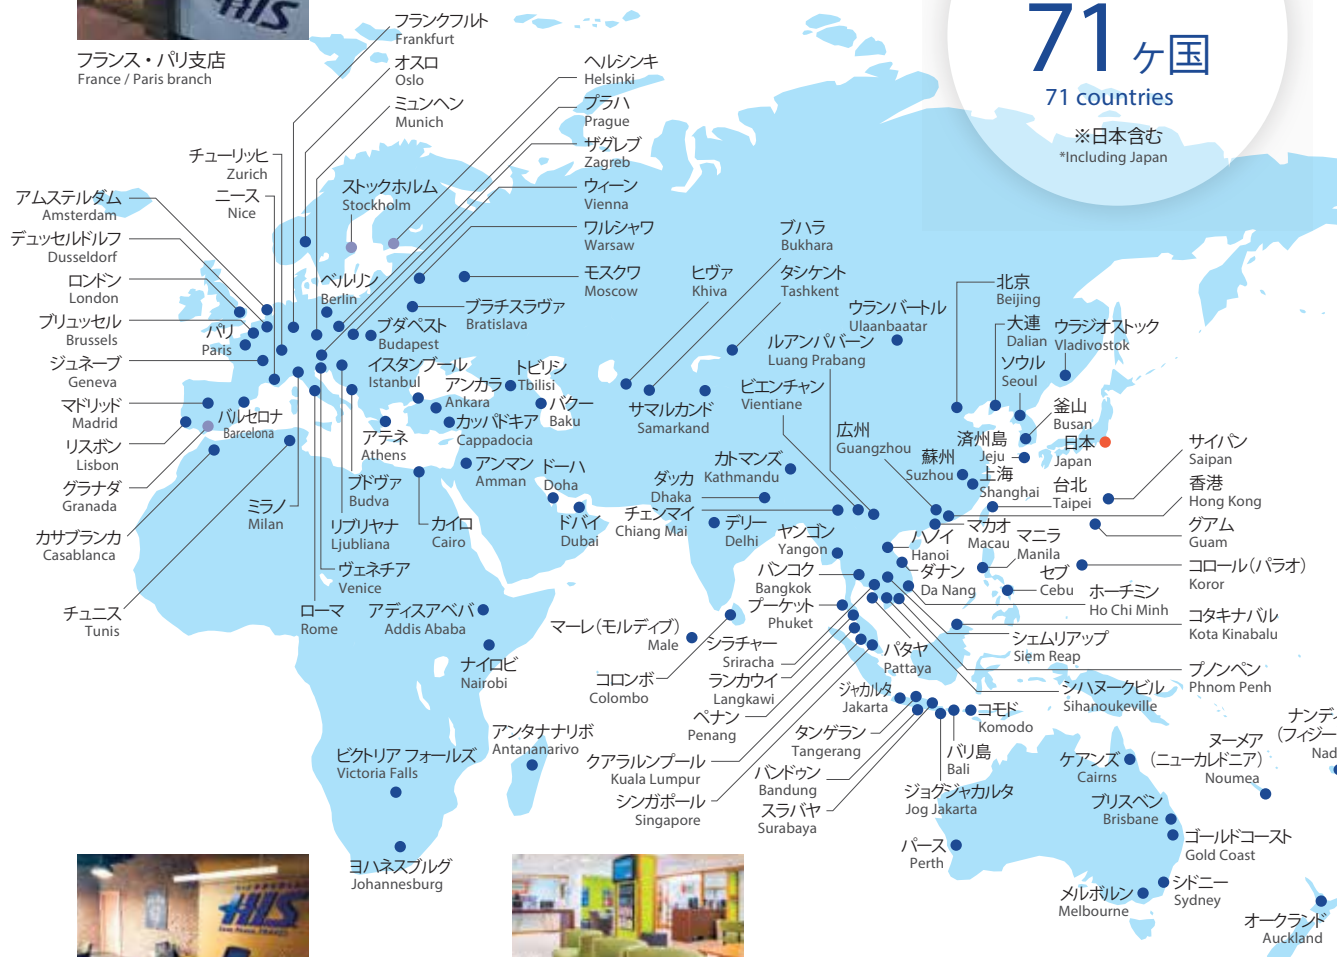 HIS
フランス・パリ支店
France / Paris branch
71ヶ国
71 countries
※日本含む
*Including Japan
フランクフルト
Frankfurt
オスロ
Oslo
ミュンヘン
Munich
ヘルシンキ
Helsinki
プラハ
Prague
ザグレブ
Zagreb
ウィーン
Vienna
ワルシャワ
Warsaw
モスクワ
Moscow
ブラチスラヴァ
Bratislava
チューリッヒ
Zurich
ニース
Nice
ストックホルム
Stockholm
アムステルダム
Amsterdam
デュッセルドルフ
Dusseldorf
ロンドン
London
ブリュッセル
Brussels
パリ
Paris
ジュネーブ
Geneva
マドリッド
Madrid
リスボン
Lisbon
グラナダ
Granada
カサブランカ
Casablanca
チュニス
Tunis
ベルリン
Berlin
ブダペスト
Budapest
バルセロナ
Barcelona
イスタンブール
Istanbul
アンカラ
Ankara
トビリシ
Tbilisi
バクー
Baku
カッパドキア
Cappadocia
アテネ
Athens
アンマン
Amman
ドーハ
Doha
ドバイ
Dubai
ミラノ
Milan
ブドヴァ
Budva
リブリヤナ
Ljubliana
カイロ
Cairo
ヴェネチア
Venice
ローマ
Rome
アディスアベバ
Addis Ababa
ナイロビ
Nairobi
アンタナナリボ
Antananarivo
ビクトリア フォールズ
Victoria Falls
ヨハネスブルグ
Johannesburg
ブハラ
Bukhara
ヒヴァ
Khiva
タシケント
Tashkent
サマルカンド
Samarkand
ウランバートル
Ulaanbaatar
ルアンパバーン
Luang Prabang
ビエンチャン
Vientiane
カトマンズ
Kathmandu
ダッカ
Dhaka
チェンマイ
Chiang Mai
デリー
Delhi
ヤンゴン
Yangon
バンコク
Bangkok
プーケット
Phuket
マーレ(モルディブ)
Male
コロンボ
Colombo
シラチャー
Sriracha
ランカウイ
Langkawi
ペナン
Penang
クアラルンプール
Kuala Lumpur
シンガポール
Singapore
北京
Beijing
大連
Dalian
ウラジオストック
Vladivostok
ソウル
Seoul
釜山
Busan
済州島
Jeju
日本
Japan
広州
Guangzhou
蘇州
Suzhou
上海
Shanghai
台北
Taipei
サイパン
Saipan
香港
Hong Kong
グアム
Guam
マカオ
Macau
ハノイ
Hanoi
マニラ
Manila
ダナン
Da Nang
セブ
Cebu
コロール(パラオ)
Koror
ホーチミン
Ho Chi Minh
コタキナバル
Kota Kinabalu
シェムリアップ
Siem Reap
パタヤ
Pattaya
プノンペン
Phnom Penh
シハヌークビル
Sihanoukeville
ジャカルタ
Jakarta
タンゲラン
Tangerang
バンドゥン
Bandung
スラバヤ
Surabaya
コモド
Komodo
バリ島
Bali
ジョグジャカルタ
Jog Jakarta
ケアンズ
Cairns
ブリスベン
Brisbane
ゴールドコースト
Gold Coast
パース
Perth
メルボルン
Melbourne
シドニー
Sydney
オークランド
Auckland
ヌーメア
(ニューカレドニア)
Noumea
ナンデ
(フィジー
Nad
HIS